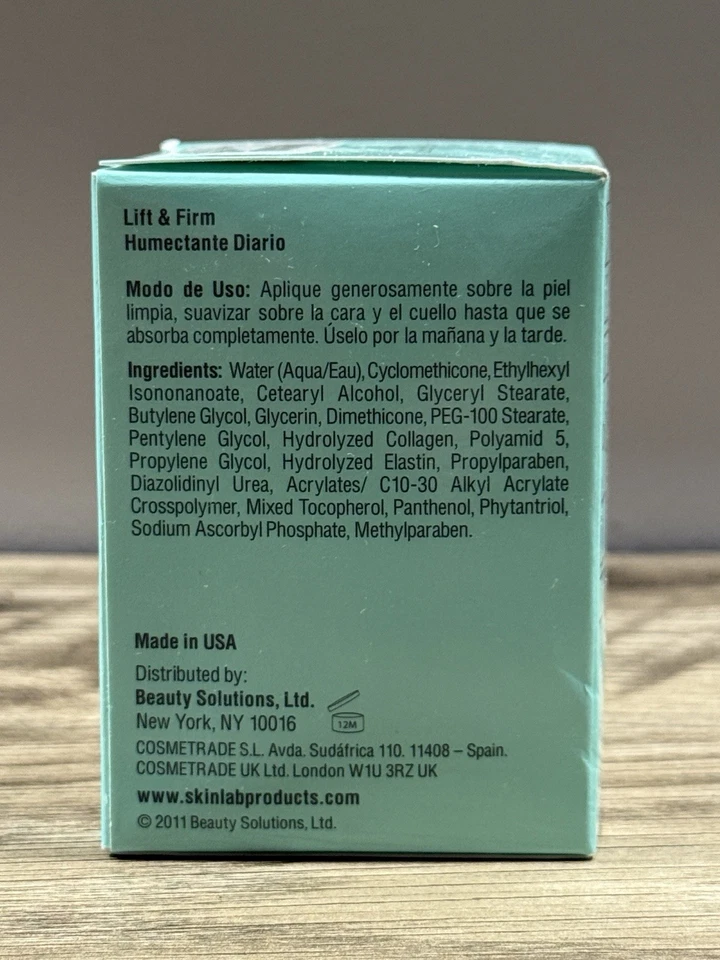 Lift & Firm
Humectante Diario
Modo de Uso: Aplique generosamente sobre la piel
limpia, suavizar sobre la cara y el cuello hasta que se
absorba completamente. Úselo por la mañana y la tarde.
Ingredients: Water (Aqua/Eau), Cyclomethicone, Ethylhexyl
Isononanoate, Cetearyl Alcohol, Glyceryl Stearate,
Butylene Glycol, Glycerin, Dimethicone, PEG-100 Stearate,
Pentylene Glycol, Hydrolyzed Collagen, Polyamid 5,
Propylene Glycol, Hydrolyzed Elastin, Propylparaben,
Diazolidinyl Urea, Acrylates/ C10-30 Alkyl Acrylate
Crosspolymer, Mixed Tocopherol, Panthenol, Phytantriol,
Sodium Ascorbyl Phosphate, Methylparaben.
Made in USA
Distributed by:
Beauty Solutions, Ltd.
New York, NY 10016
12M
COSMETRADE S.L. Avda. Sudáfrica 110. 11408 – Spain.
COSMETRADE UK Ltd. London W1U 3RZ UK
www.skinlabproducts.com
© 2011 Beauty Solutions, Ltd.